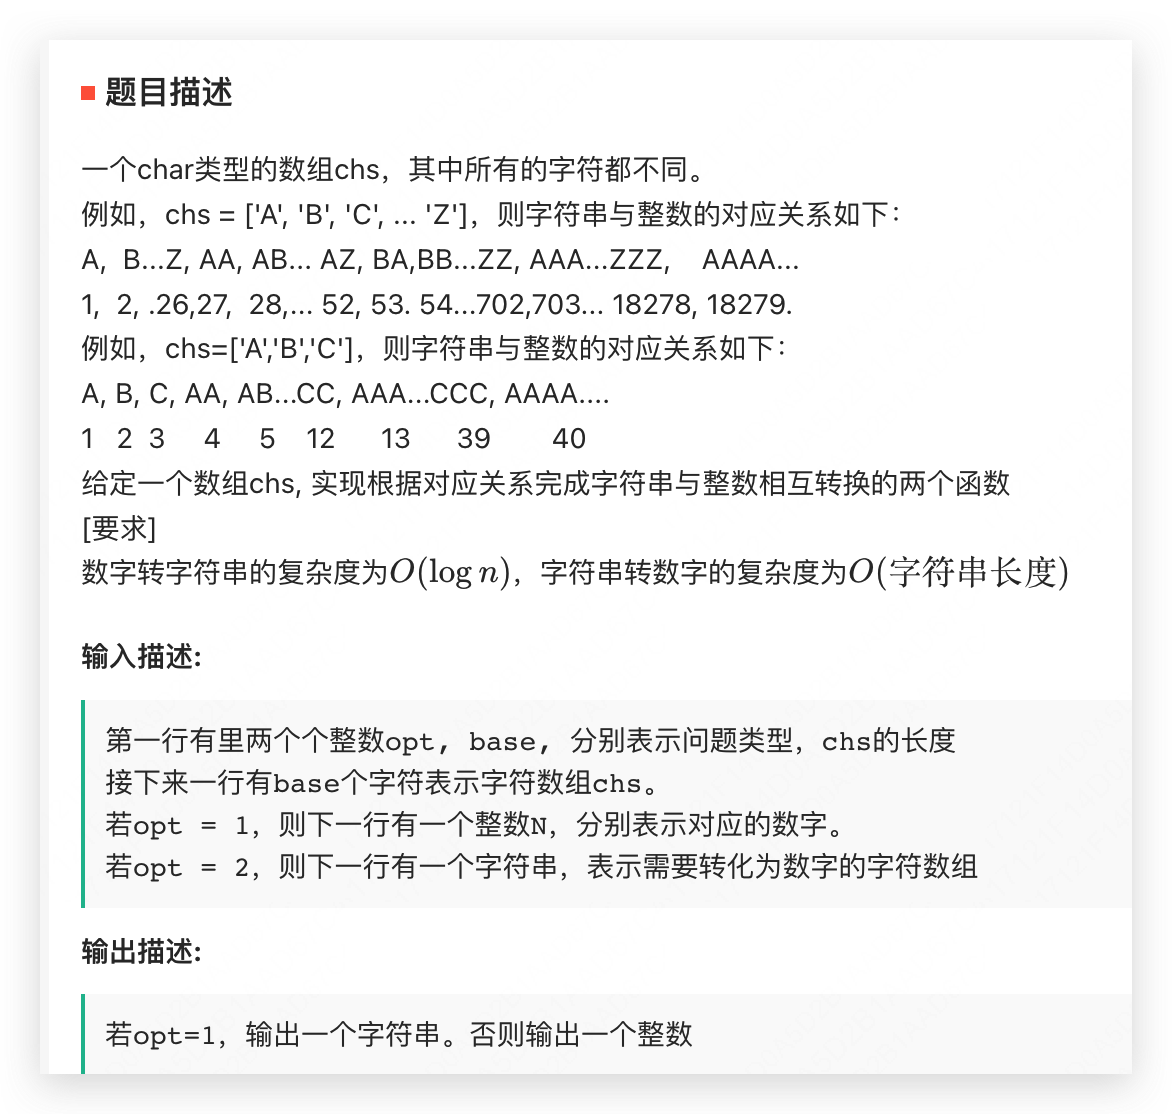 题目描述
一个char类型的数组chs，其中所有的字符都不同。
例如，chs = ['A', 'B', 'C', ... 'Z']，则字符串与整数的对应关系如下：
A,  B...Z, AA, AB... AZ, BA,BB...ZZ, AAA...ZZZ,    AAAA...
1,  2, .26,27,  28,... 52, 53. 54...702,703... 18278, 18279.
例如，chs=['A','B','C']，则字符串与整数的对应关系如下：
A, B, C, AA, AB...CC, AAA...CCC, AAAA....
1   2  3     4     5    12      13      39        40
给定一个数组chs, 实现根据对应关系完成字符串与整数相互转换的两个函数
[要求]
数字转字符串的复杂度为O(log n)，字符串转数字的复杂度为O(字符串长度)
输入描述:
第一行有里两个个整数opt, base, 分别表示问题类型，chs的长度
接下来一行有base个字符表示字符数组chs。
若opt = 1，则下一行有一个整数N，分别表示对应的数字。
若opt = 2，则下一行有一个字符串，表示需要转化为数字的字符数组
输出描述:
若opt=1，输出一个字符串。否则输出一个整数